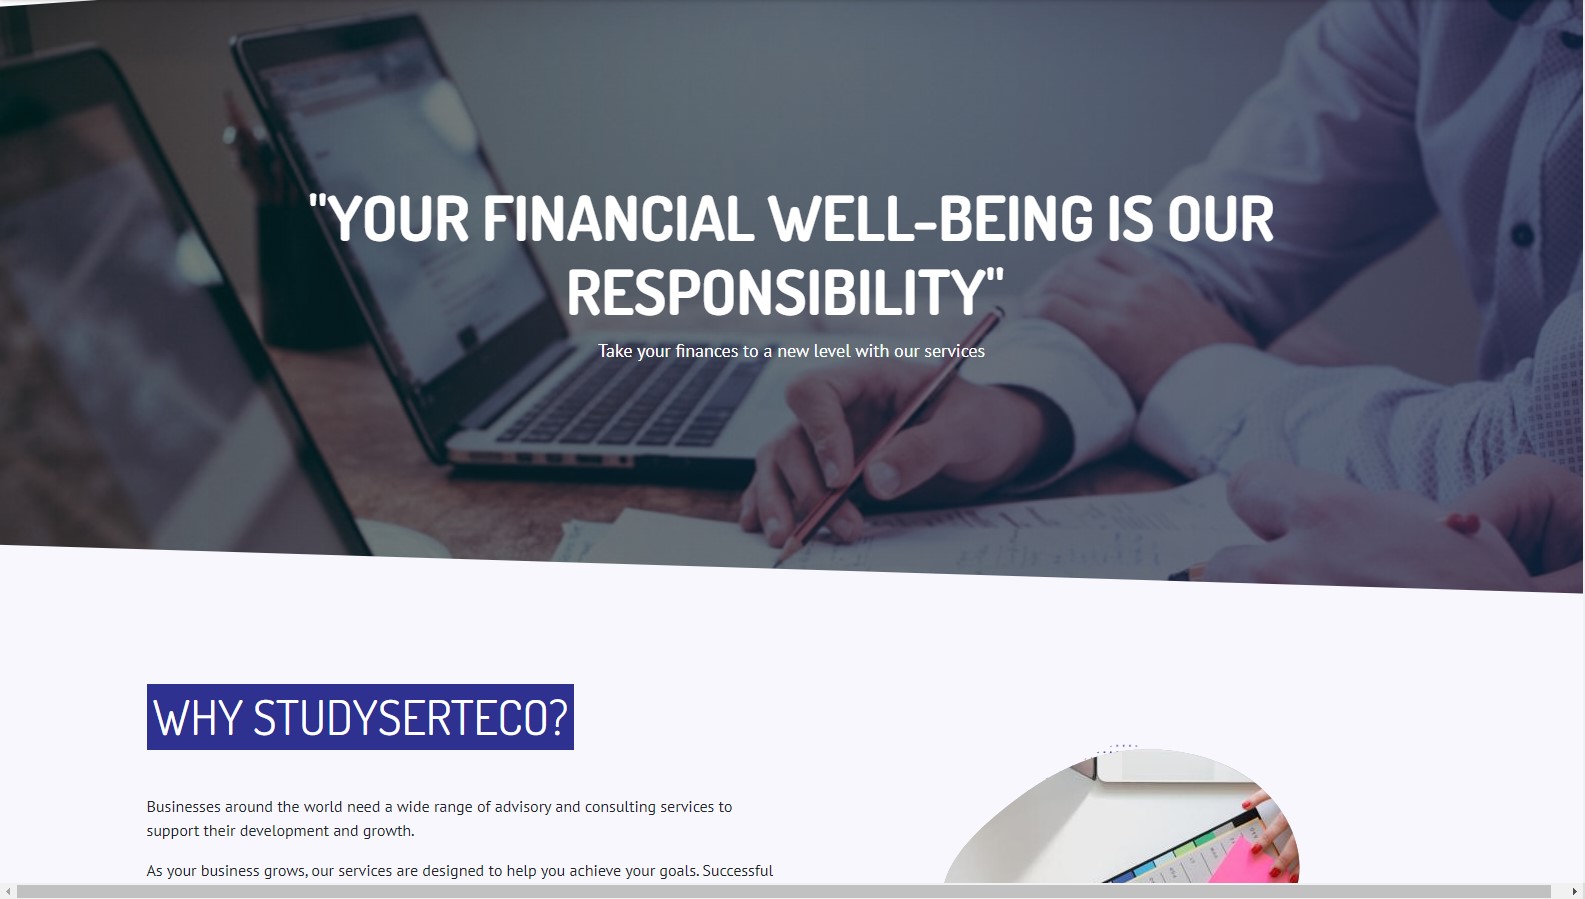 "YOUR FINANCIAL WELL-BEING IS OUR
RESPONSIBILITY"
Take your finances to a new level with our services
WHY STUDYSERTECO?
Businesses around the world need a wide range of advisory and consulting services to
support their development and growth.
As your business grows, our services are designed to help you achieve your goals. Successful